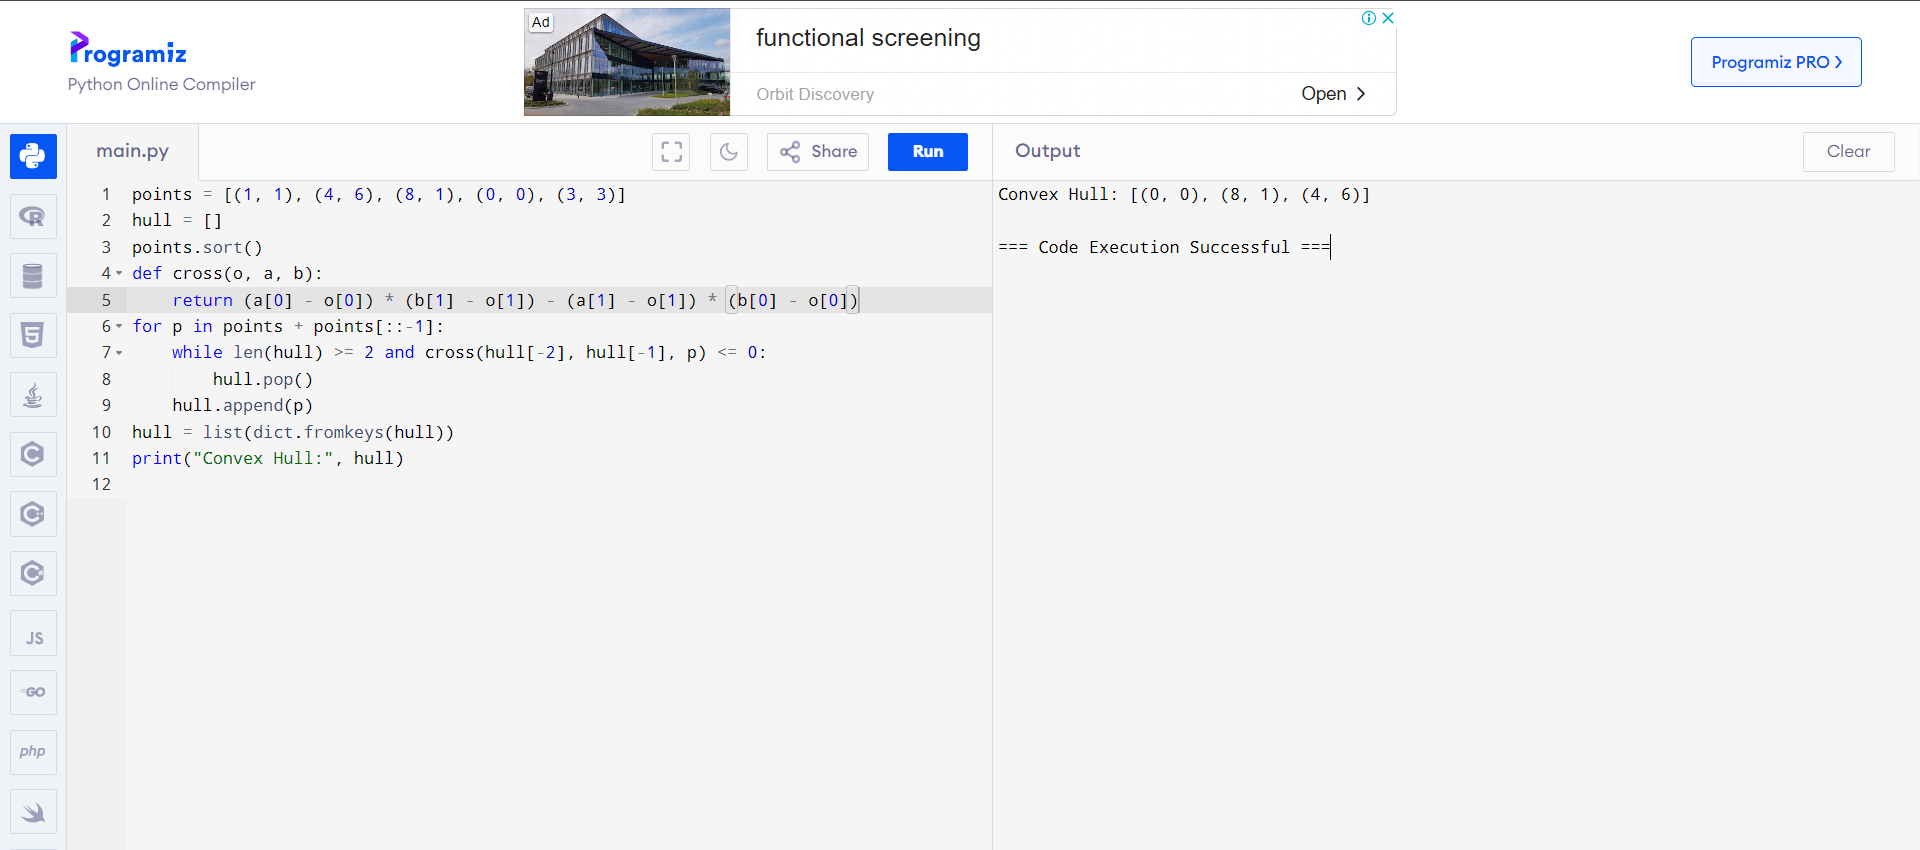 Programiz
Python Online Compiler
Ad
functional screening
Orbit Discovery
Open
Programiz PRO
main.py
Share
Run
Output
Clear
1 points = [(1, 1), (4, 6), (8, 1), (0, 0), (3, 3)]
2 hull = []
3 points.sort()
4 def cross(o, a, b):
5     return (a[0] - o[0]) * (b[1] - o[1]) - (a[1] - o[1]) * (b[0] - o[0])
6 for p in points + points[::-1]:
7     while len(hull) >= 2 and cross(hull[-2], hull[-1], p) <= 0:
8         hull.pop()
9     hull.append(p)
10 hull = list(dict.fromkeys(hull))
11 print("Convex Hull:", hull)
12
Convex Hull: [(0, 0), (8, 1), (4, 6)]
=== Code Execution Successful ===
R
5
C
C
C
JS
GO
php